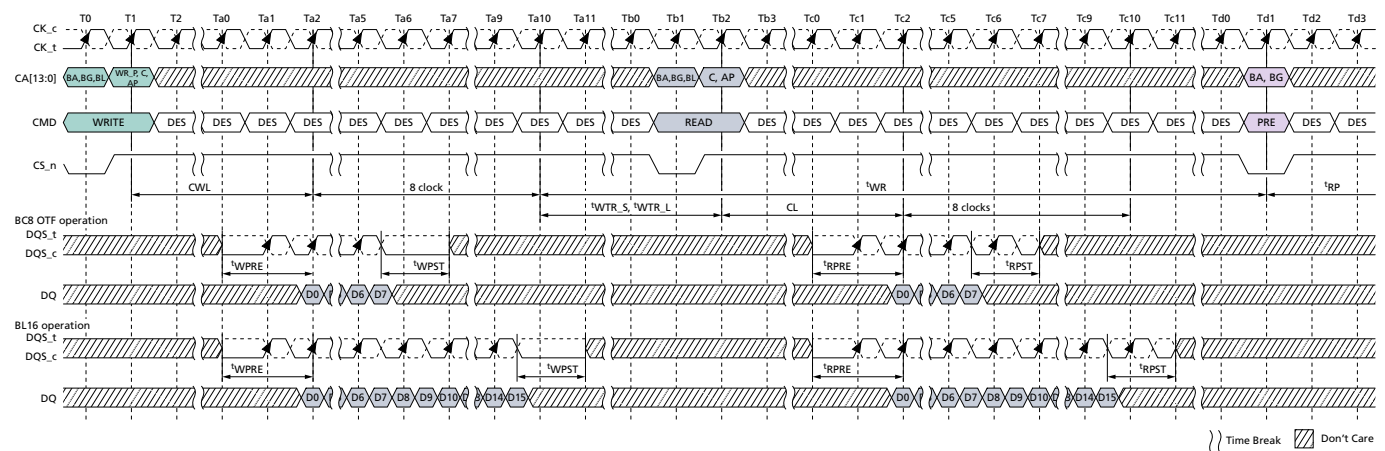 T0 T1 T2 Ta0 Ta1 Ta2 Ta5 Ta6 Ta7 Ta9 Ta10 Ta11 Tb0 Tb1 Tb2 Tb3 Tc0 Tc1 Tc2 Tc5 Tc6 Tc7 Tc9 Tc10 Tc11 Td0 Td1 Td2 Td3
CK_c
CK_t
CA[13:0] BA,BG,BL WR_P, C, AP BA,BG,BL C, AP BA, BG
CMD WRITE DES DES DES DES DES DES DES DES DES DES DES READ DES DES DES DES DES DES DES DES DES DES DES PRE DES DES
CS_n
CWL 8 clock tWR tRP
tWTR_S, tWTR_L CL 8 clocks
BC8 OTF operation
DQS_t
DQS_c
tWPRE tWPST tRPRE tRPST
DQ D0 D6 D7 D0 D6 D7
BL16 operation
DQS_t
DQS_c
tWPRE tWPST tRPRE tRPST
DQ D0 D6 D7 D8 D9 D10 D14 D15 D0 D6 D7 D8 D9 D10 D14 D15
Time Break Don't Care